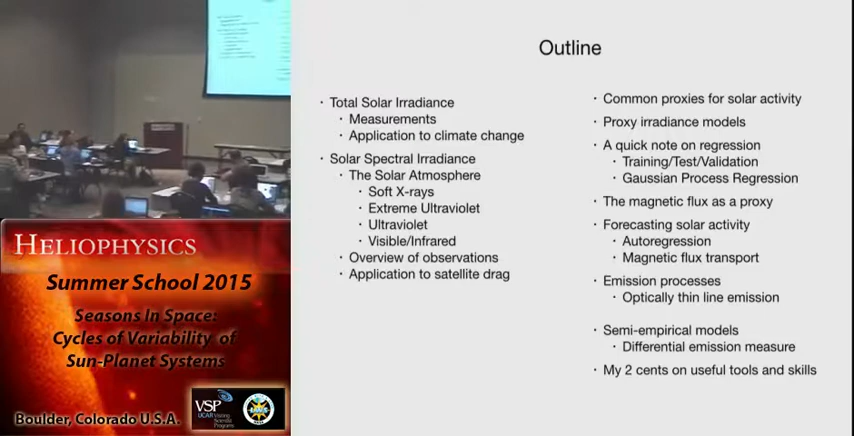 Outline
· Total Solar Irradiance
· Measurements
· Application to climate change
· Solar Spectral Irradiance
· The Solar Atmosphere
· Soft X-rays
· Extreme Ultraviolet
· Ultraviolet
· Visible/Infrared
· Overview of observations
· Application to satellite drag
· Common proxies for solar activity
· Proxy irradiance models
· A quick note on regression
· Training/Test/Validation
· Gaussian Process Regression
· The magnetic flux as a proxy
· Forecasting solar activity
· Autoregression
· Magnetic flux transport
· Emission processes
· Optically thin line emission
· Semi-empirical models
· Differential emission measure
· My 2 cents on useful tools and skills
HELIOPHYSICS
Summer School 2015
Seasons In Space:
Cycles of Variability of
Sun-Planet Systems
Boulder, Colorado U.S.A.
VSP
UCAR Visiting
Scientist
Programs